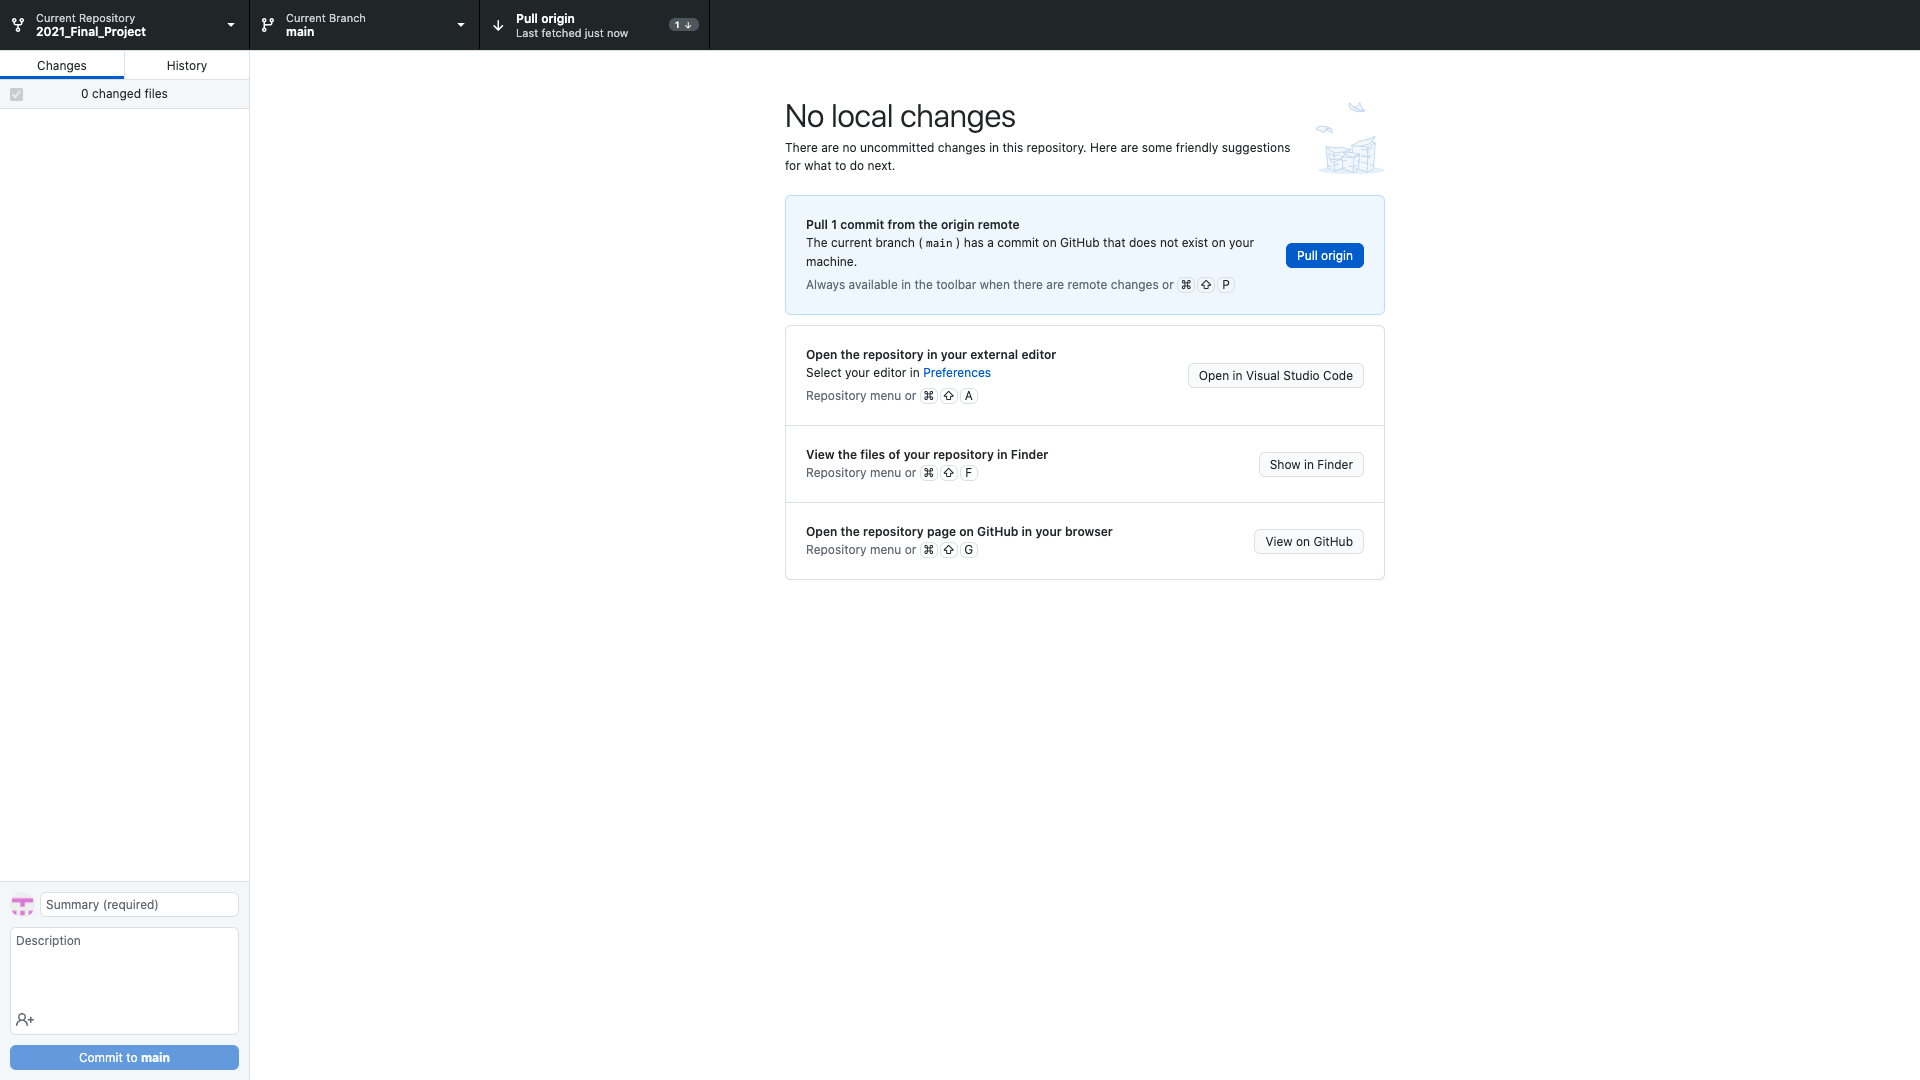 Current Repository
2021_Final_Project
Current Branch
main
Pull origin
Last fetched just now
1
Changes
History
0 changed files
No local changes
There are no uncommitted changes in this repository. Here are some friendly suggestions
for what to do next.
Pull 1 commit from the origin remote
The current branch ( main ) has a commit on GitHub that does not exist on your
machine.
Always available in the toolbar when there are remote changes or ⌘ ⇧ P
Pull origin
Open the repository in your external editor
Select your editor in Preferences
Repository menu or ⌘ ⇧ A
Open in Visual Studio Code
View the files of your repository in Finder
Repository menu or ⌘ ⇧ F
Show in Finder
Open the repository page on GitHub in your browser
Repository menu or ⌘ ⇧ G
View on GitHub
Summary (required)
Description
Commit to main